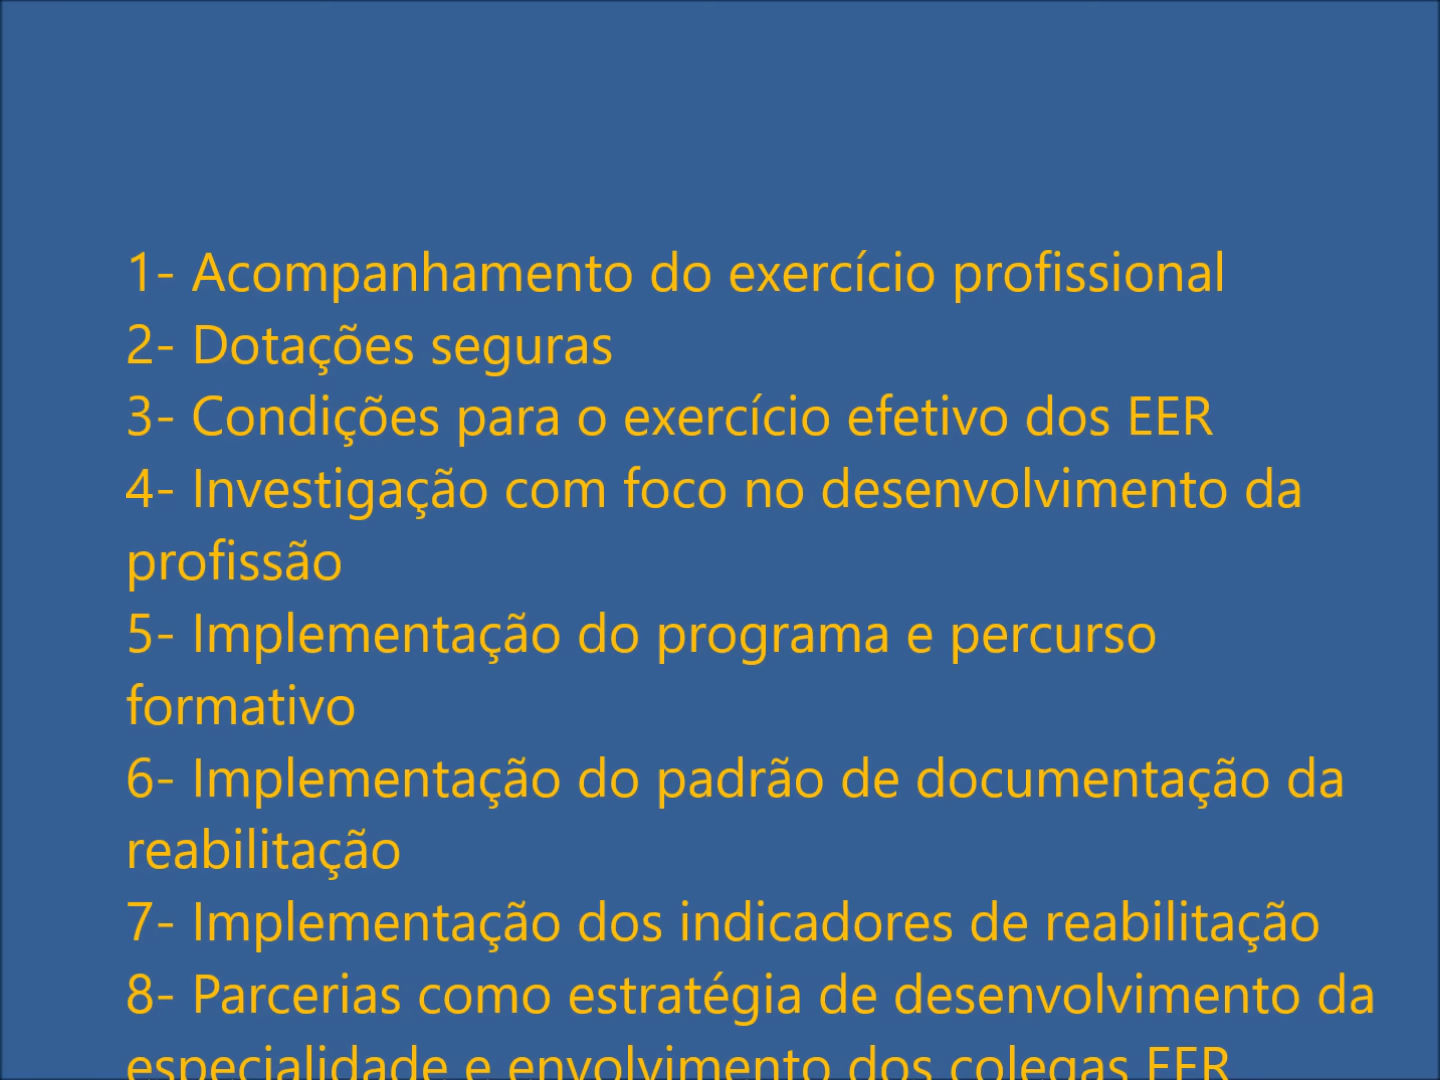 1- Acompanhamento do exercício profissional
2- Dotações seguras
3- Condições para o exercício efetivo dos EER
4- Investigação com foco no desenvolvimento da
profissão
5- Implementação do programa e percurso
formativo
6- Implementação do padrão de documentação da
reabilitação
7- Implementação dos indicadores de reabilitação
8- Parcerias como estratégia de desenvolvimento da
especialidade e envolvimento dos colegas EER